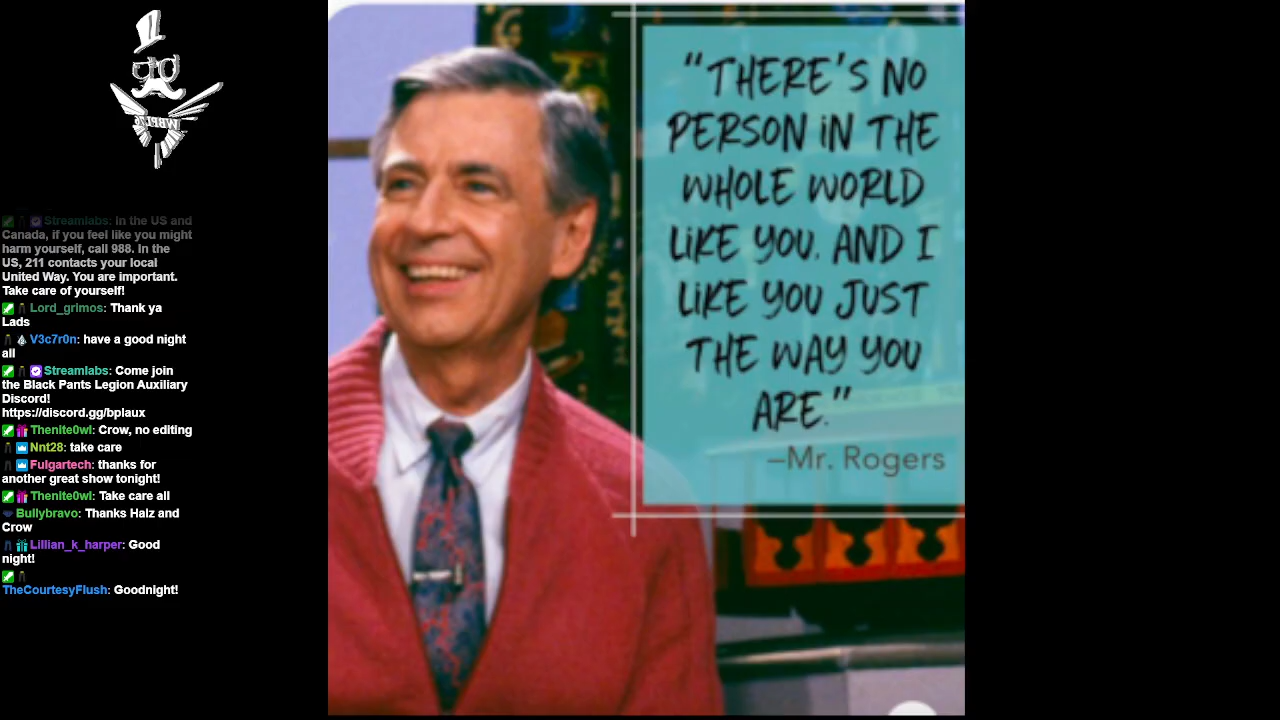 Streamlabs: In the US and
Canada, if you feel like you might
harm yourself, call 988. In the
US, 211 contacts your local
United Way. You are important.
Take care of yourself!
Lord_grimos: Thank ya
Lads
V3c7r0n: have a good night
all
Streamlabs: Come join
the Black Pants Legion Auxiliary
Discord!
https://discord.gg/bplaux
Thenite0wl: Crow, no editing
Nnt28: take care
Fulgartech: thanks for
another great show tonight!
Thenite0wl: Take care all
Bullybravo: Thanks Halz and
Crow
Lillian_k_harper: Good
night!
TheCourtesyFlush: Goodnight!
"THERE'S NO
PERSON IN THE
WHOLE WORLD
LIKE YOU. AND I
LIKE YOU JUST
THE WAY YOU
ARE."
–Mr. Rogers